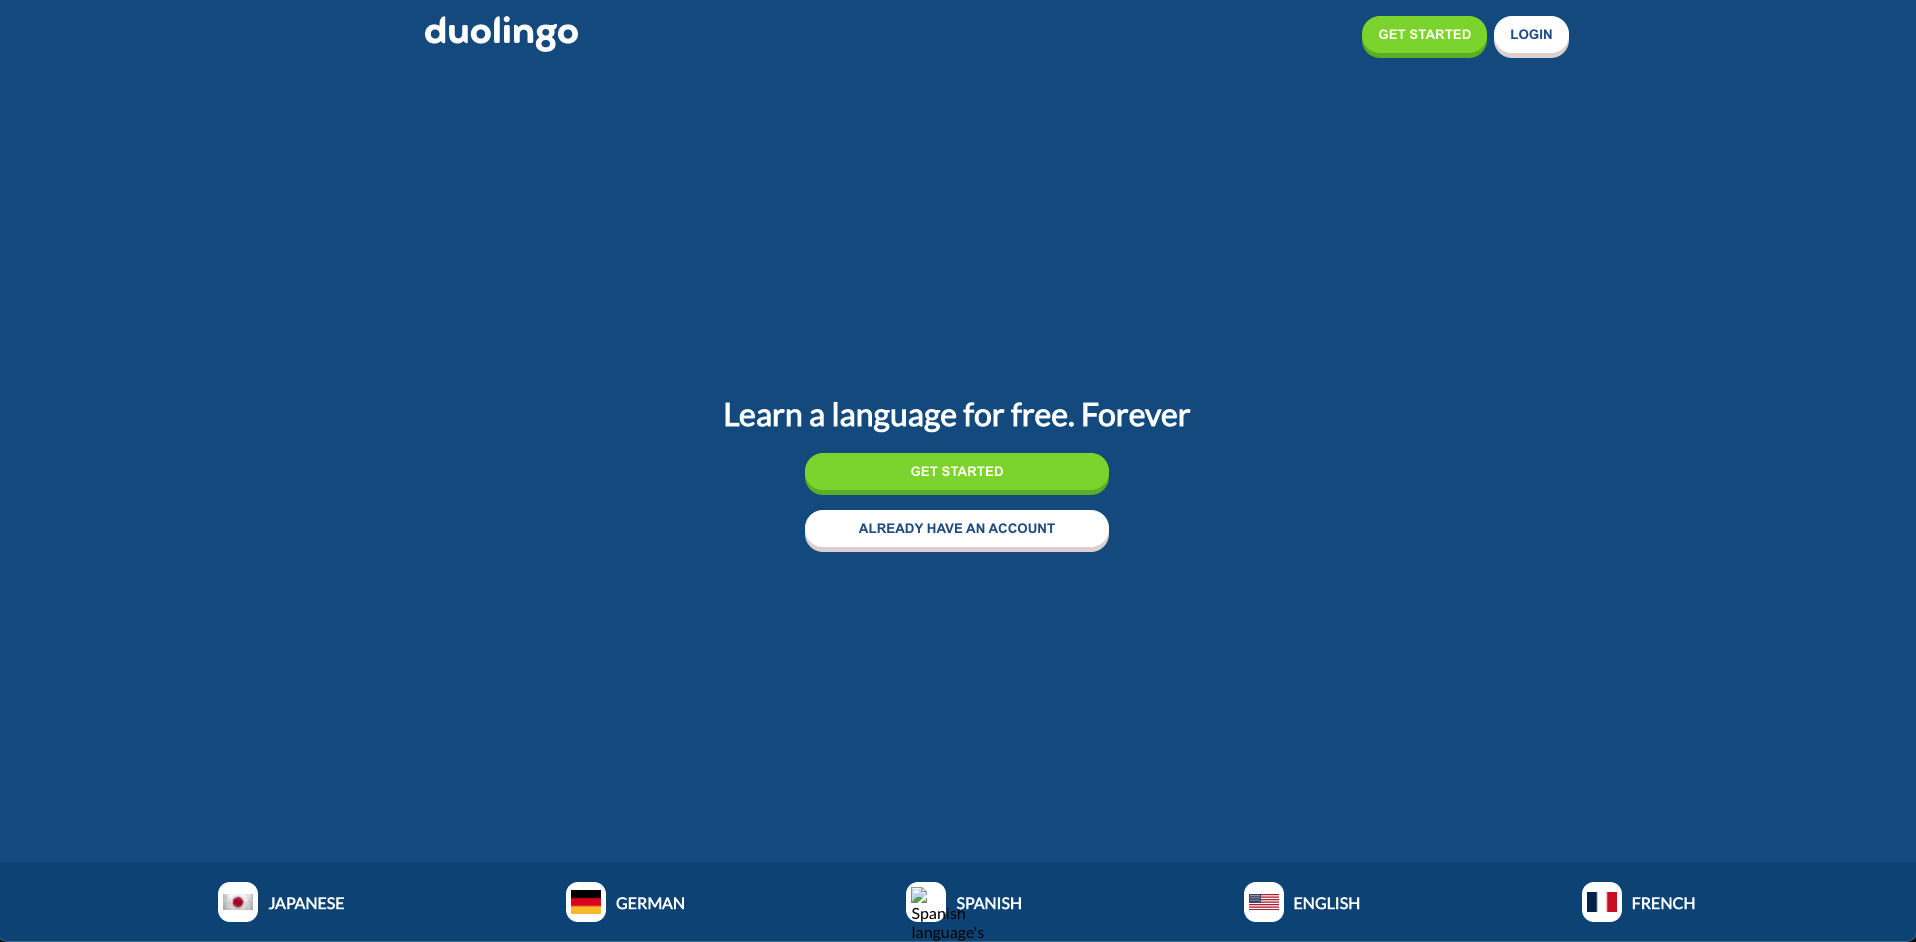 duolingo
GET STARTED
LOGIN
Learn a language for free. Forever
GET STARTED
ALREADY HAVE AN ACCOUNT
JAPANESE
GERMAN
Spanish
language's
SPANISH
ENGLISH
FRENCH